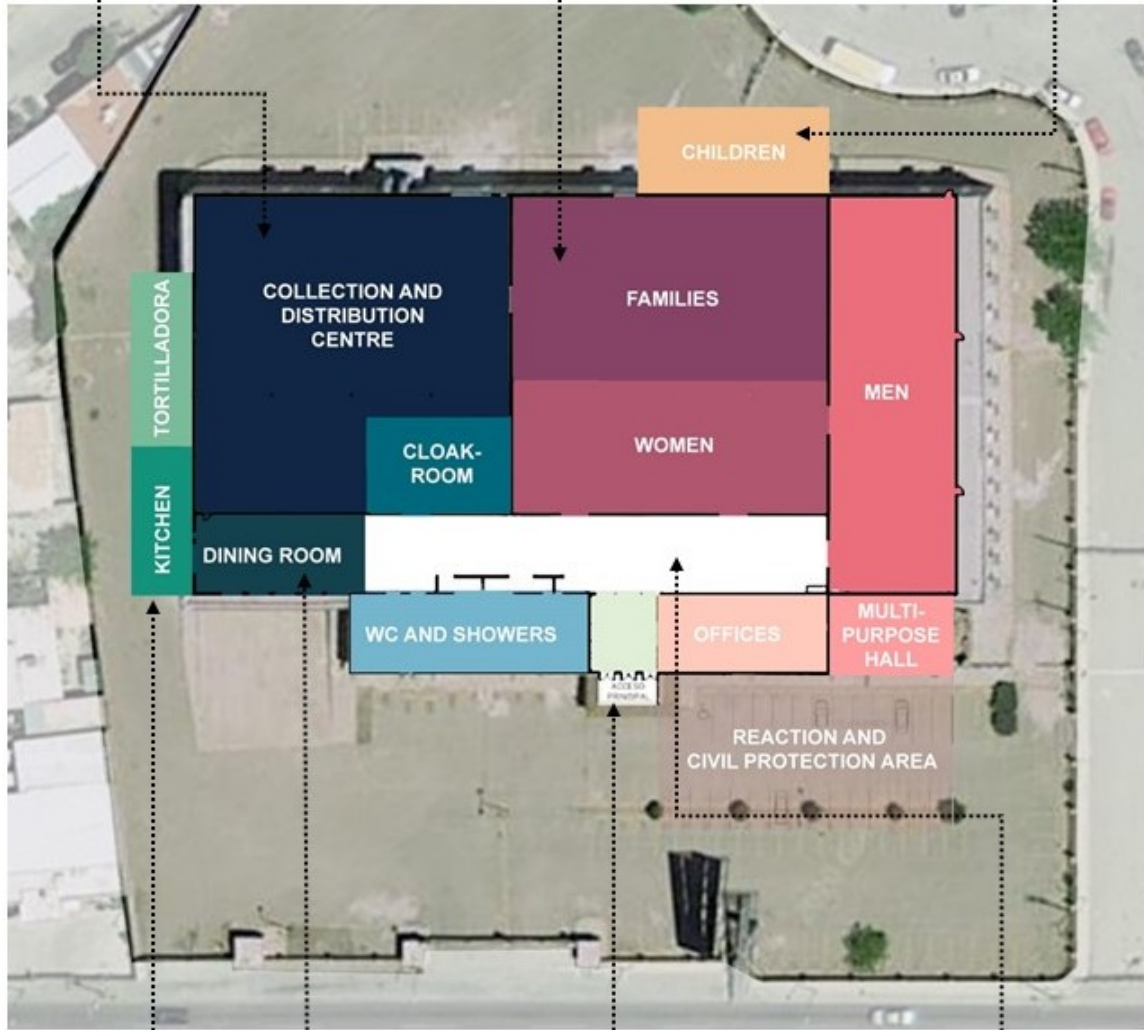 CHILDREN
COLLECTION AND
DISTRIBUTION
CENTRE
FAMILIES
TORTILLADORA
MEN
CLOAK-
ROOM
WOMEN
KITCHEN
DINING ROOM
WC AND SHOWERS
OFFICES
MULTI-
PURPOSE
HALL
ACCESO
PRINCIPAL
REACTION AND
CIVIL PROTECTION AREA